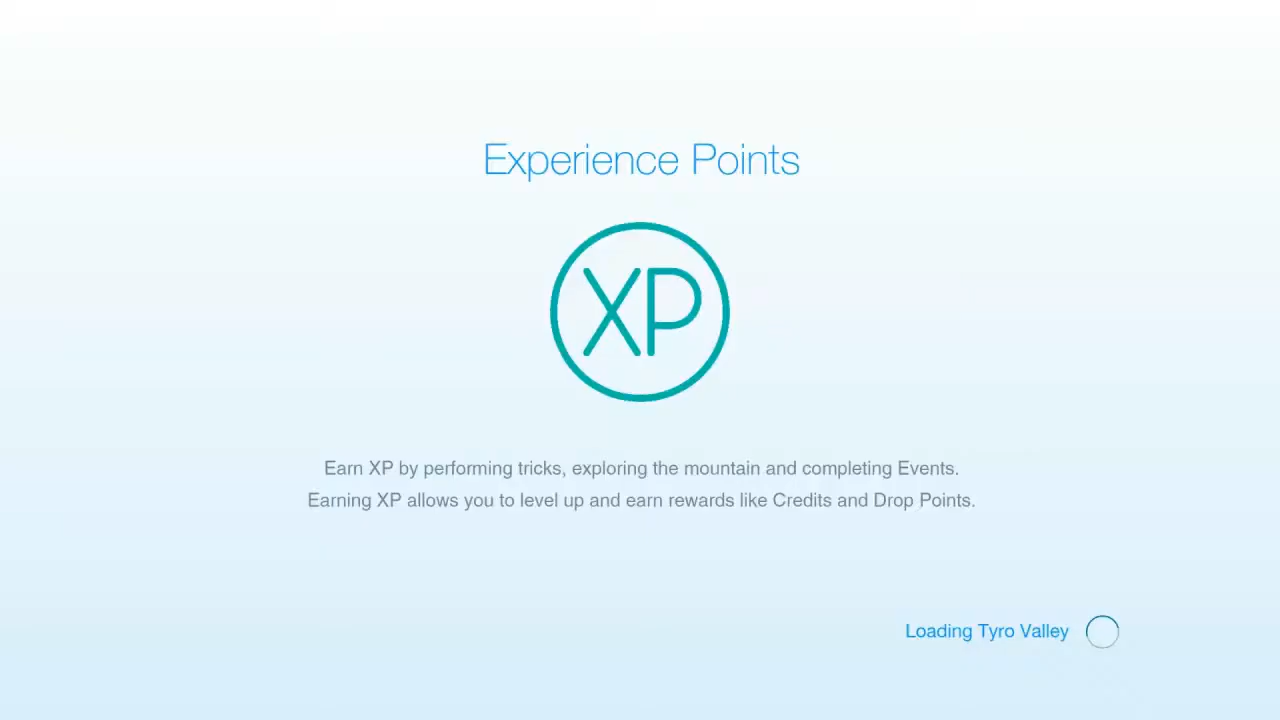 Experience Points
XP
Earn XP by performing tricks, exploring the mountain and completing Events.
Earning XP allows you to level up and earn rewards like Credits and Drop Points.
Loading Tyro Valley